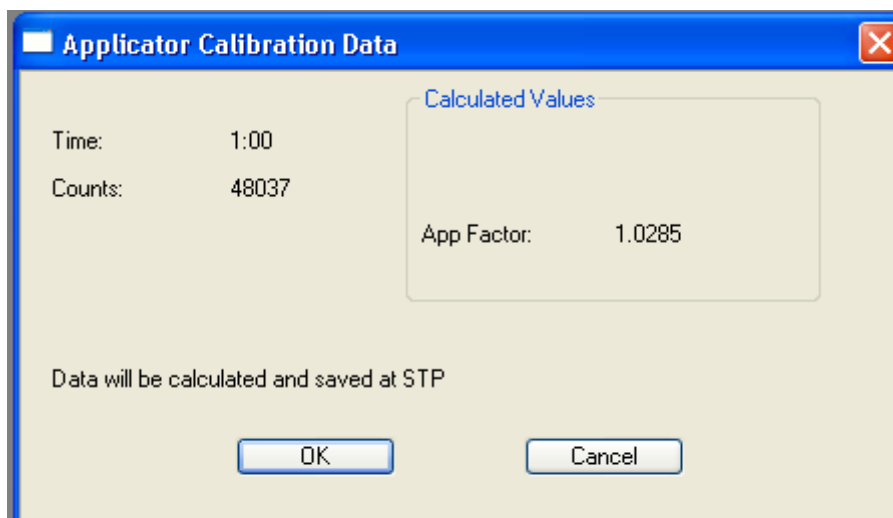 Applicator Calibration Data
Calculated Values
Time: 1:00
Counts: 48037
App Factor: 1.0285
Data will be calculated and saved at STP
OK Cancel